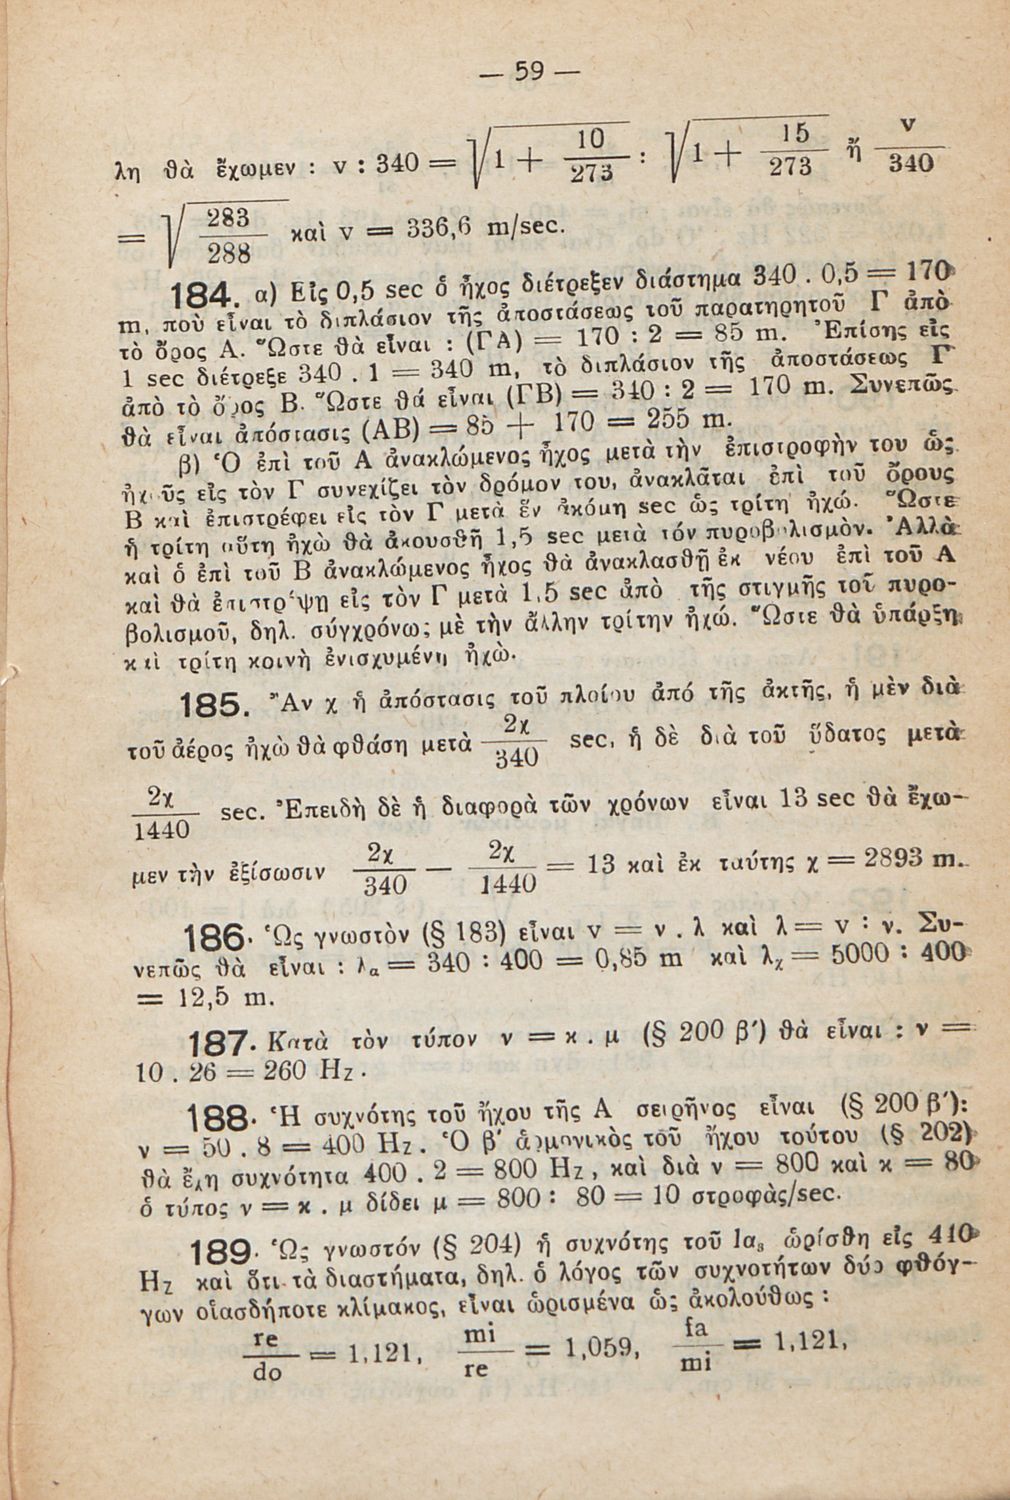 — 59 —
λη θὰ ἔχωμεν : v : 340 = √(1 + 10/273) : √(1 + 15/273) ἢ v/340
= √(283/288) καὶ v = 336,6 m/sec.
184. α) Εἰς 0,5 sec ὁ ἦχος διέτρεξεν διάστημα 340 . 0,5 = 170
m, ποὺ εἶναι τὸ διπλάσιον τῆς ἀποστάσεως τοῦ παρατηρητοῦ Γ ἀπὸ
τὸ ὄρος Α. Ὥστε θὰ εἶναι : (ΓΑ) = 170 : 2 = 85 m. Ἐπίσης εἰς
1 sec διέτρεξε 340 . 1 = 340 m, τὸ διπλάσιον τῆς ἀποστάσεως Γ
ἀπὸ τὸ ὄρος Β. Ὥστε θά εἶναι (ΓΒ) = 340 : 2 = 170 m. Συνεπῶς
θὰ εἶναι ἀπόστασις (ΑΒ) = 85 + 170 = 255 m.
β) Ὁ ἐπὶ τοῦ Α ἀνακλώμενος ἦχος μετὰ τὴν ἐπιστροφὴν του ὡς
ἠχοῦς εἰς τὸν Γ συνεχίζει τὸν δρόμον του, ἀνακλᾶται ἐπὶ τοῦ ὄρους
Β καὶ ἐπιστρέφει εἰς τὸν Γ μετὰ ἓν ἀκόμη sec ὡς τρίτη ἠχώ. Ὥστε
ἡ τρίτη αὕτη ἠχὼ θὰ ἀκουσθῇ 1,5 sec μετὰ τόν πυροβολισμὸν. Ἀλλὰ
καὶ ὁ ἐπὶ τοῦ Β ἀνακλώμενος ἦχος θὰ ἀνακλασθῇ ἐκ νέου ἐπὶ τοῦ Α
καὶ θὰ ἐπιστρέψῃ εἰς τὸν Γ μετὰ 1,5 sec ἀπὸ τῆς στιγμῆς τοῦ πυρο-
βολισμοῦ, δηλ. σύγχρόνως μὲ τὴν ἄλλην τρίτην ἠχώ. Ὥστε θὰ ὑπάρξῃ
καὶ τρίτη κοινὴ ἐνισχυμένη ἠχὼ.
185. Ἂν χ ἡ ἀπόστασις τοῦ πλοίου ἀπό τῆς ἀκτῆς, ἡ μὲν διὰ
τοῦ ἀέρος ἠχὼ θὰ φθάσῃ μετὰ 2χ/340 sec, ἡ δὲ διὰ τοῦ ὕδατος μετὰ
2χ/1440 sec. Ἐπειδὴ δὲ ἡ διαφορὰ τῶν χρόνων εἶναι 13 sec θὰ ἔχω-
μεν τὴν ἐξίσωσιν 2χ/340 — 2χ/1440 = 13 καὶ ἐκ ταύτης χ = 2893 m.
186. Ὡς γνωστὸν (§ 183) εἶναι v = ν . λ καὶ λ = v : ν. Συ-
νεπῶς θὰ εἶναι : λα = 340 : 400 = 0,85 m καὶ λχ = 5000 : 400
= 12,5 m.
187. Κατὰ τὸν τύπον ν = κ . μ (§ 200 β′) θὰ εἶναι : ν =
10 . 26 = 260 Hz.
188. Ἡ συχνότης τοῦ ἤχου τῆς Α σειρῆνος εἶναι (§ 200 β′):
ν = 50 . 8 = 400 Hz. Ὁ β′ ἁρμονικὸς τοῦ ἤχου τούτου (§ 202)
θὰ ἔχῃ συχνότητα 400 . 2 = 800 Hz, καὶ διὰ ν = 800 καὶ κ = 80
ὁ τύπος ν = κ . μ δίδει μ = 800 : 80 = 10 στροφὰς/sec.
189. Ὡς γνωστόν (§ 204) ἡ συχνότης τοῦ la₃ ὡρίσθη εἰς 440
Hz καὶ ὅτι τὰ διαστήματα, δηλ. ὁ λόγος τῶν συχνοτήτων δύο φθόγ-
γων οἱασδήποτε κλίμακος, εἶναι ὡρισμένα ὡς ἀκολούθως :
re/do = 1,121, mi/re = 1,059, fa/mi = 1,121,